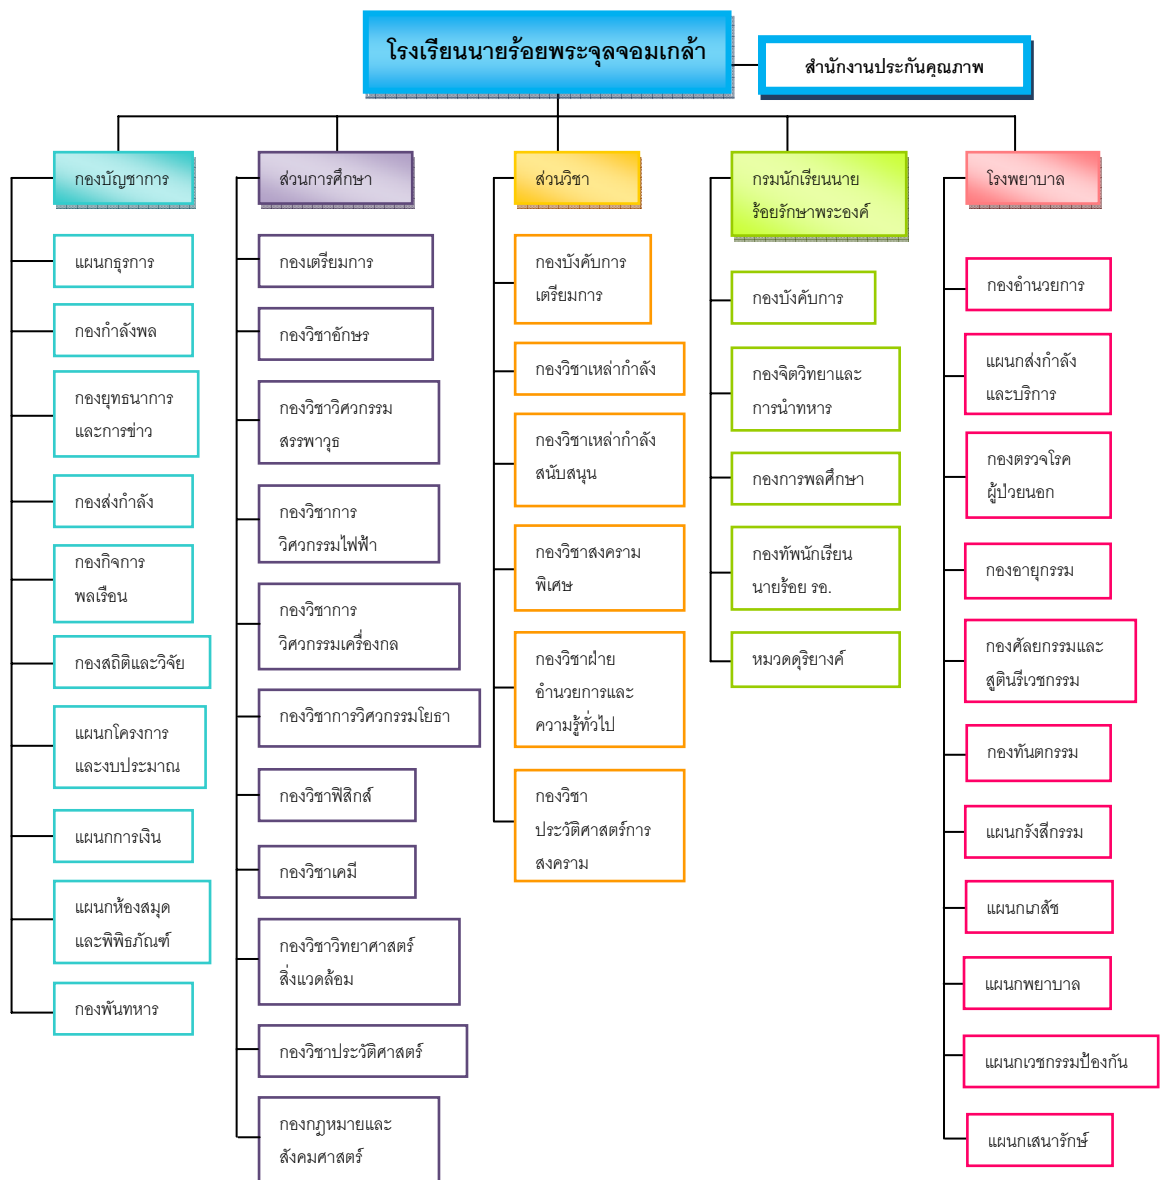 โรงเรียนนายร้อยพระจุลจอมเกล้า
สำนักงานประกันคุณภาพ
กองบัญชาการ
แผนกธุรการ
กองกำลังพล
กองยุทธนาการ
และการข่าว
กองส่งกำลัง
กองกิจการ
พลเรือน
กองสถิติและวิจัย
แผนกโครงการ
และงบประมาณ
แผนกการเงิน
แผนกห้องสมุด
และพิพิธภัณฑ์
กองพันทหาร
ส่วนการศึกษา
กองเตรียมการ
กองวิชาอักษร
กองวิชาวิศวกรรม
สรรพาวุธ
กองวิชาการ
วิศวกรรมไฟฟ้า
กองวิชาการ
วิศวกรรมเครื่องกล
กองวิชาการวิศวกรรมโยธา
กองวิชาฟิสิกส์
กองวิชาเคมี
กองวิชาวิทยาศาสตร์
สิ่งแวดล้อม
กองวิชาประวัติศาสตร์
กองกฎหมายและ
สังคมศาสตร์
ส่วนวิชา
กองบังคับการ
เตรียมการ
กองวิชาเหล่ากำลัง
กองวิชาเหล่ากำลัง
สนับสนุน
กองวิชาสงคราม
พิเศษ
กองวิชาฝ่าย
อำนวยการและ
ความรู้ทั่วไป
กองวิชา
ประวัติศาสตร์การ
สงคราม
กรมนักเรียนนาย
ร้อยรักษาพระองค์
กองบังคับการ
กองจิตวิทยาและ
การนำทหาร
กองการพลศึกษา
กองทัพนักเรียน
นายร้อย รอ.
หมวดดุริยางค์
โรงพยาบาล
กองอำนวยการ
แผนกส่งกำลัง
และบริการ
กองตรวจโรค
ผู้ป่วยนอก
กองอายุกรรม
กองศัลยกรรมและ
สูตินรีเวชกรรม
กองทันตกรรม
แผนกรังสีกรรม
แผนกเภสัช
แผนกพยาบาล
แผนกเวชกรรมป้องกัน
แผนกเสนารักษ์